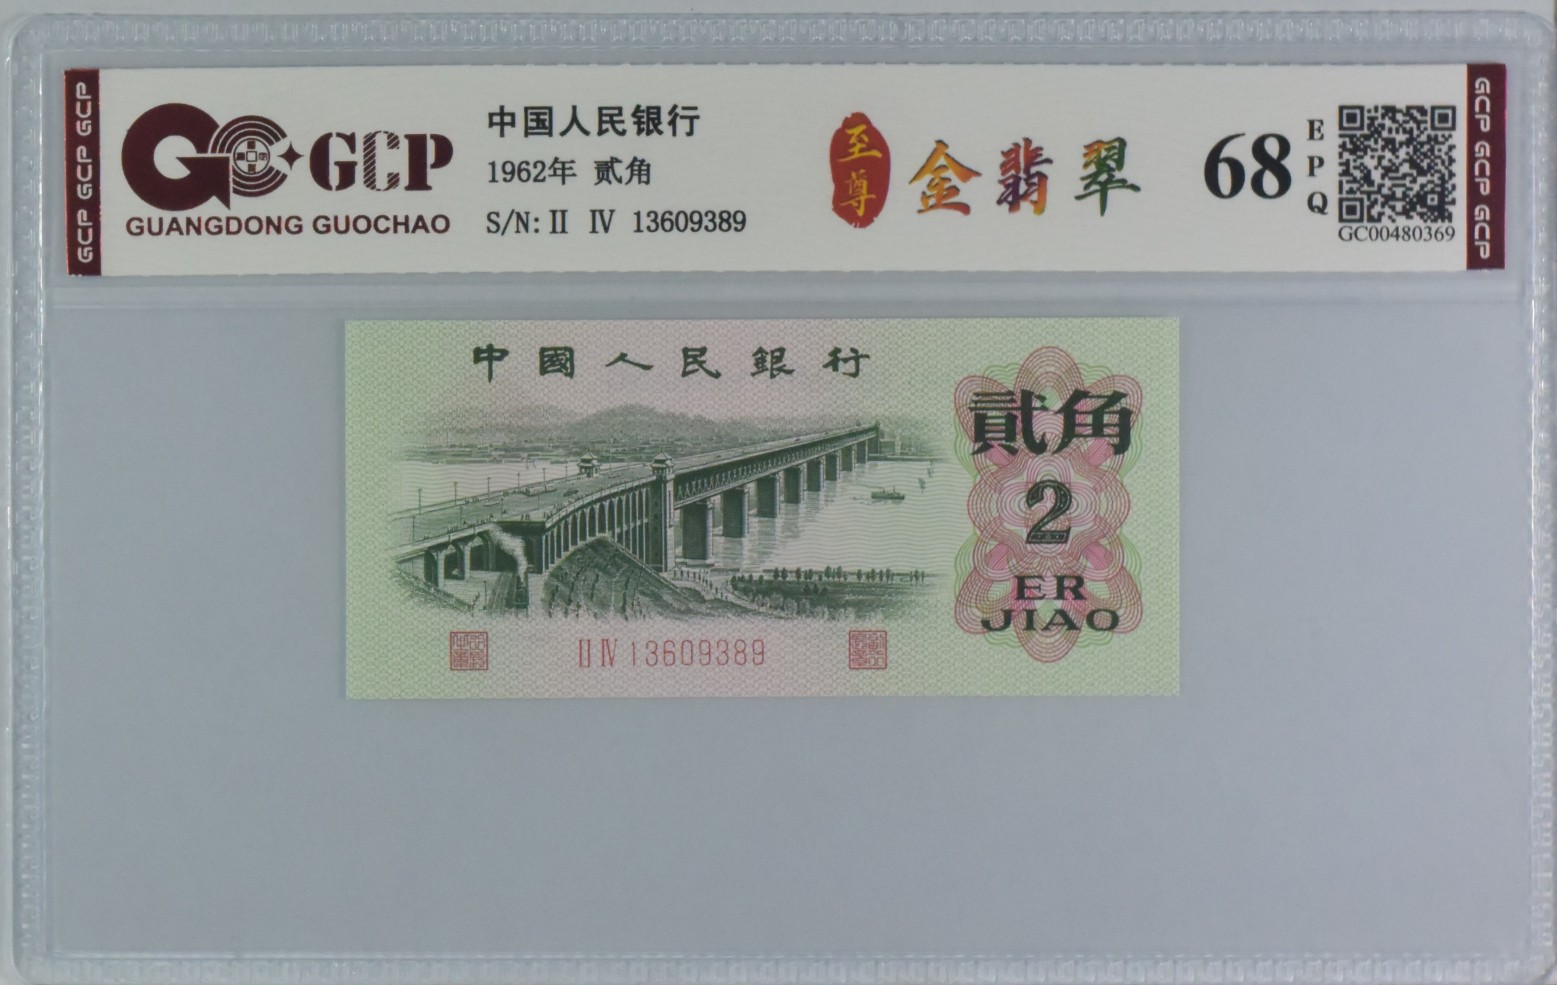 GCP GCP GCP
GCP
GUANGDONG GUOCHAO
中国人民银行
1962年 贰角
S/N: II IV 13609389
至尊
金翡翠
68
EPQ
GC00480369
GCP GCP GCP
中國人民銀行
貳角
2
ER
JIAO
II IV 13609389